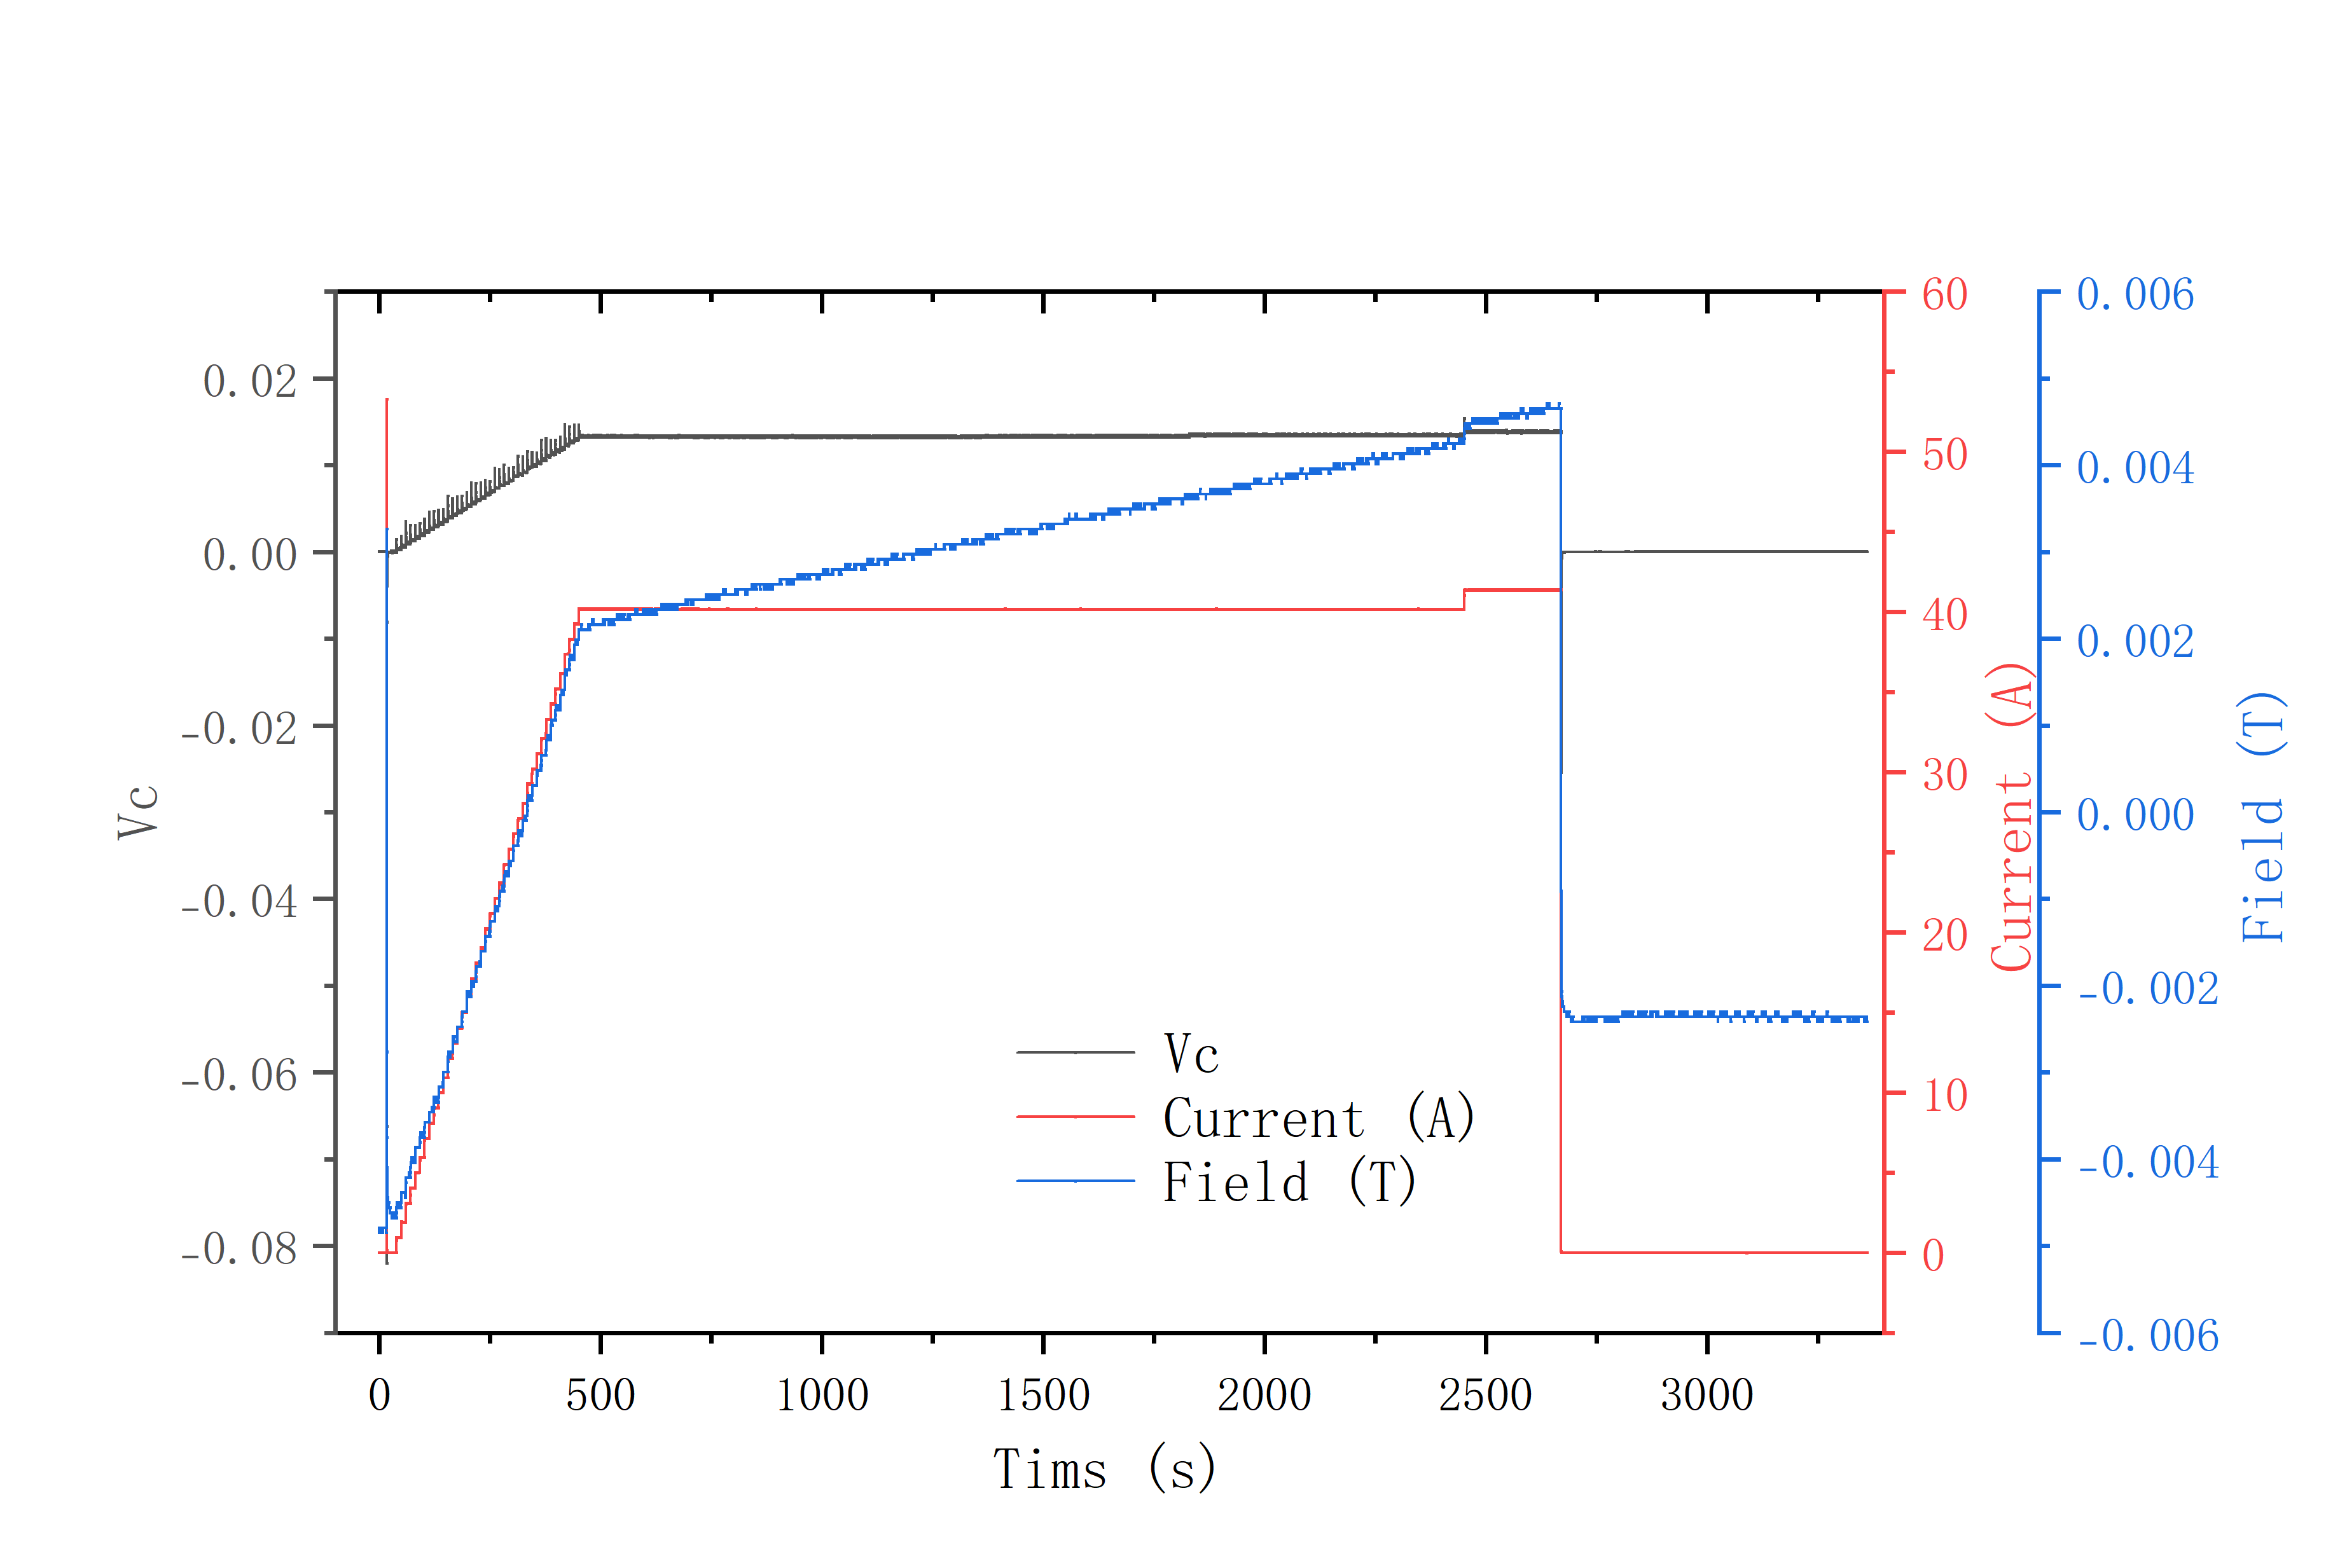 0.02
0.00
-0.02
-0.04
-0.06
-0.08
Vc
60
50
40
30
20
10
0
Current (A)
0.006
0.004
0.002
0.000
-0.002
-0.004
-0.006
Field (T)
Vc
Current (A)
Field (T)
0 500 1000 1500 2000 2500 3000
Tims (s)